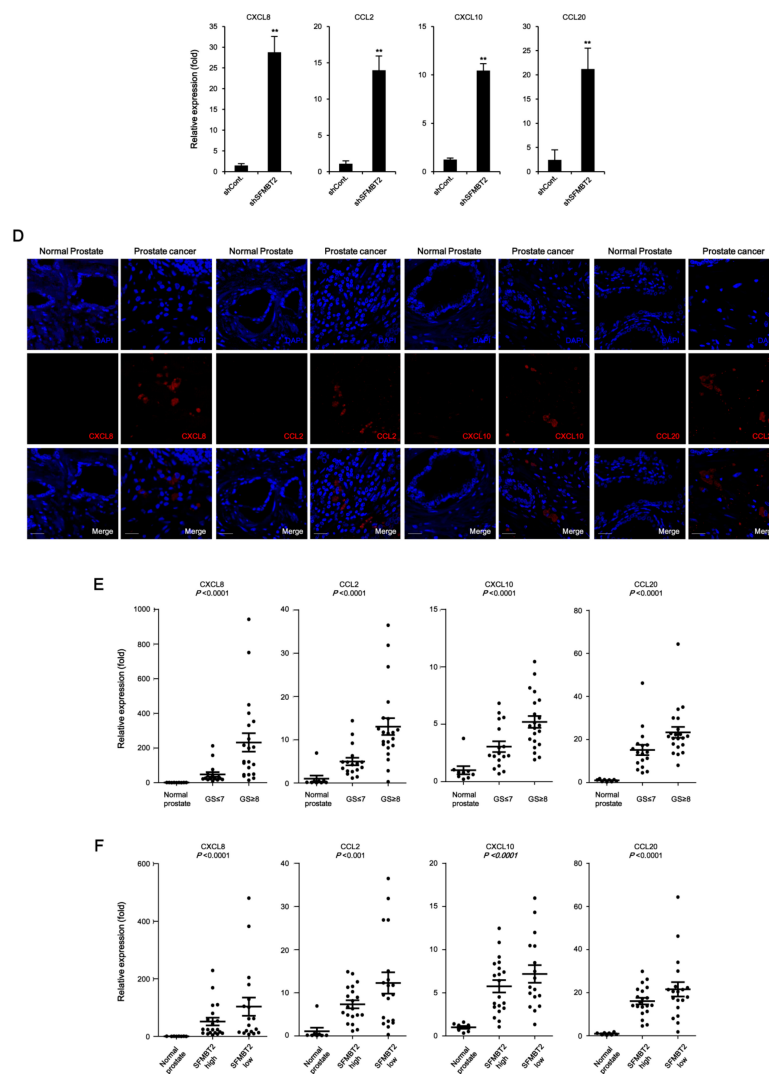 CXCL8 CCL2 CXCL10 CCL20
Relative expression (fold)
35 30 25 20 15 10 5 0
20 15 10 5 0
15 10 5 0
30 25 20 15 10 5 0
** ** ** **
shCont. shSFMBT2 shCont. shSFMBT2 shCont. shSFMBT2 shCont. shSFMBT2
D
Normal Prostate Prostate cancer Normal Prostate Prostate cancer Normal Prostate Prostate cancer Normal Prostate Prostate cancer
DAPI DAPI DAPI DAPI DAPI DAPI DAPI DA
CXCL8 CXCL8 CCL2 CCL2 CXCL10 CXCL10 CCL20 CCL2
Merge Merge Merge Merge Merge Merge Merge Merge
E
CXCL8 CCL2 CXCL10 CCL20
P <0.0001 P <0.0001 P <0.0001 P <0.0001
Relative expression (fold)
1000 800 600 400 200 0
40 30 20 10 0
15 10 5 0
80 60 40 20 0
Normal prostate GS≤7 GS≥8 Normal prostate GS≤7 GS≥8 Normal prostate GS≤7 GS≥8 Normal prostate GS≤7 GS≥8
F
CXCL8 CCL2 CXCL10 CCL20
P <0.0001 P <0.001 P <0.0001 P <0.0001
Relative expression (fold)
600 400 200 100 0
40 30 20 10 0
20 15 10 5 0
80 60 40 20 0
Normal prostate SFMBT2 high SFMBT2 low Normal prostate SFMBT2 high SFMBT2 low Normal prostate SFMBT2 high SFMBT2 low Normal prostate SFMBT2 high SFMBT2 low